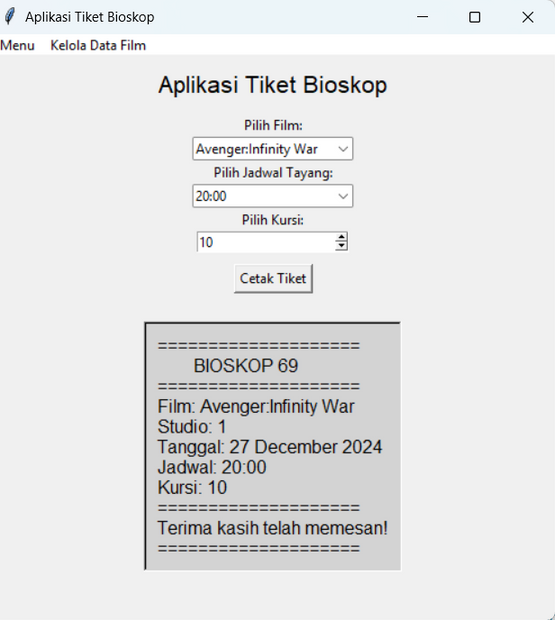 Aplikasi Tiket Bioskop
Menu Kelola Data Film
Aplikasi Tiket Bioskop
Pilih Film:
Avenger:Infinity War
Pilih Jadwal Tayang:
20:00
Pilih Kursi:
10
Cetak Tiket
====================
BIOSKOP 69
====================
Film: Avenger:Infinity War
Studio: 1
Tanggal: 27 December 2024
Jadwal: 20:00
Kursi: 10
====================
Terima kasih telah memesan!
====================